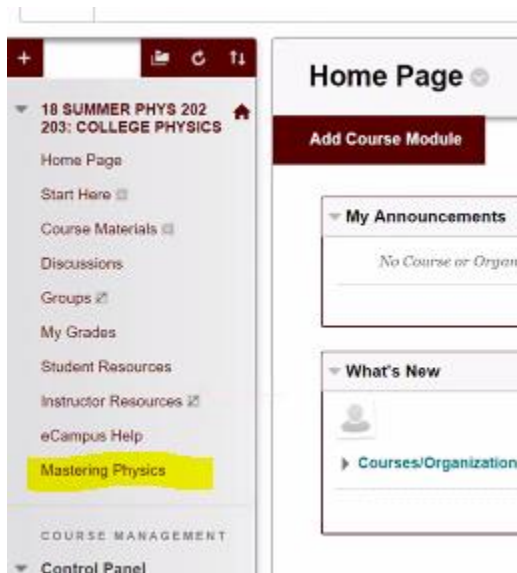 18 SUMMER PHYS 202
203: COLLEGE PHYSICS
Home Page
Start Here
Course Materials
Discussions
Groups
My Grades
Student Resources
Instructor Resources
eCampus Help
Mastering Physics
COURSE MANAGEMENT
Control Panel
Home Page
Add Course Module
My Announcements
No Course or Organ
What's New
Courses/Organization